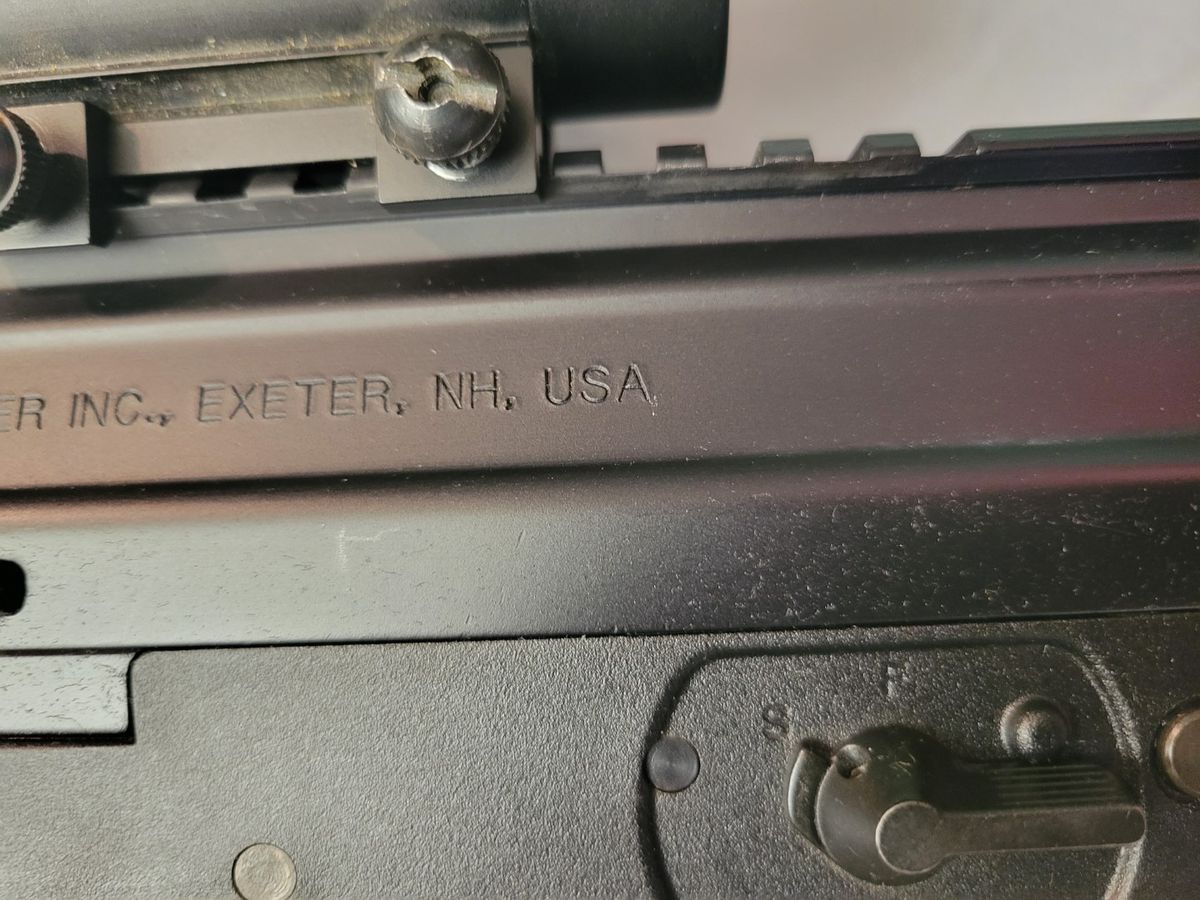 ER INC., EXETER, NH, USA
F
S